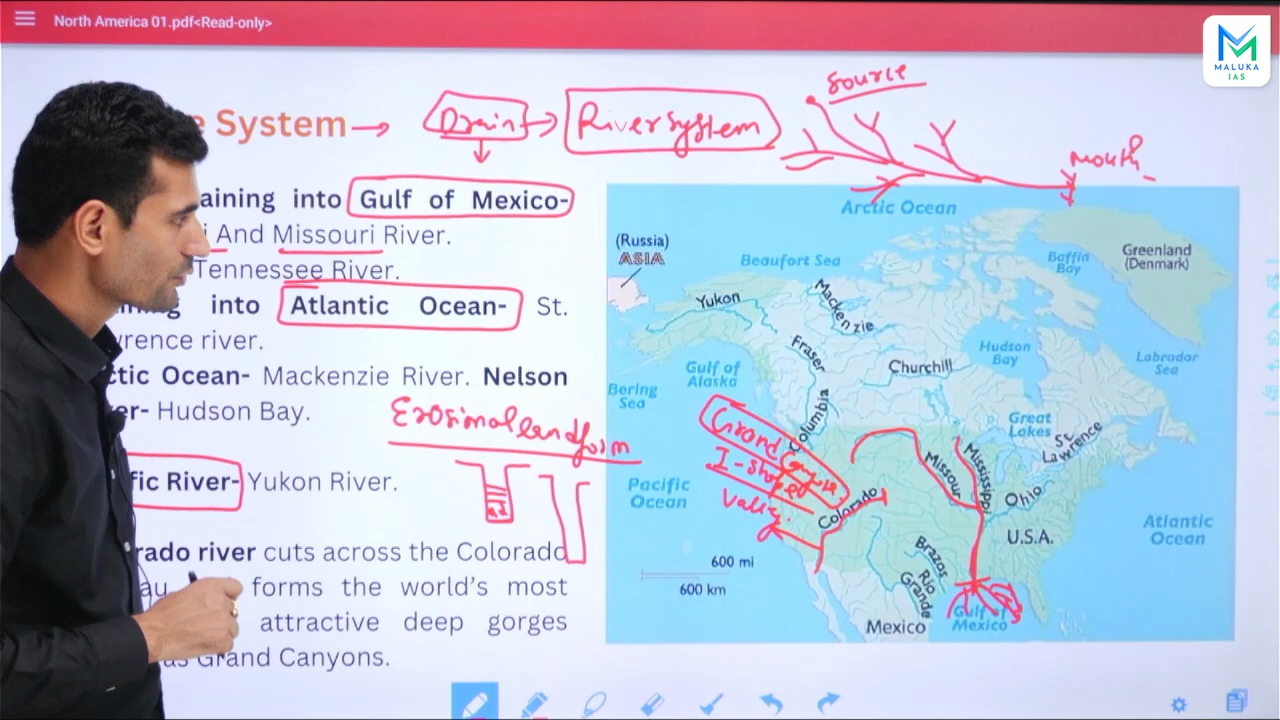 North America 01.pdf<Read-only>
MALUKA
IAS
e System
Drain
River system
Source
Mouth
aining into Gulf of Mexico-
i And Missouri River.
Tennessee River.
into Atlantic Ocean- St.
wrence river.
ctic Ocean- Mackenzie River. Nelson
er- Hudson Bay.
Erosional landform
fic River- Yukon River.
rado river cuts across the Colorado
au forms the world's most
attractive deep gorges
as Grand Canyons.
Arctic Ocean
(Russia)
ASIA
Beaufort Sea
Baffin
Bay
Greenland
(Denmark)
Yukon
Mackenzie
Fraser
Churchill
Hudson
Bay
Labrador
Sea
Gulf of
Alaska
Bering
Sea
Columbia
Great
Lakes
St.
Lawrence
Grand
I-shaped
Valley.
Pacific
Ocean
Colorado
Missouri
Mississippi
Ohio
U.S.A.
Atlantic
Ocean
Brazos
Rio
Grande
600 mi
600 km
Mexico
Gulf of
Mexico